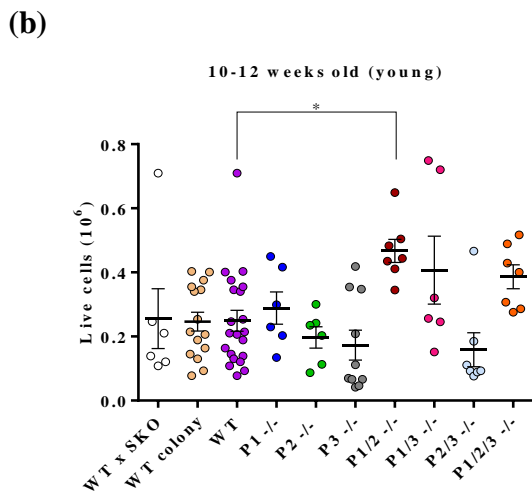 (b)
10-12 weeks old (young)
*
Live cells (10⁶)
0.8
0.6
0.4
0.2
0.0
WT x SKO
WT colony
WT
P1 -/-
P2 -/-
P3 -/-
P1/2 -/-
P1/3 -/-
P2/3 -/-
P1/2/3 -/-